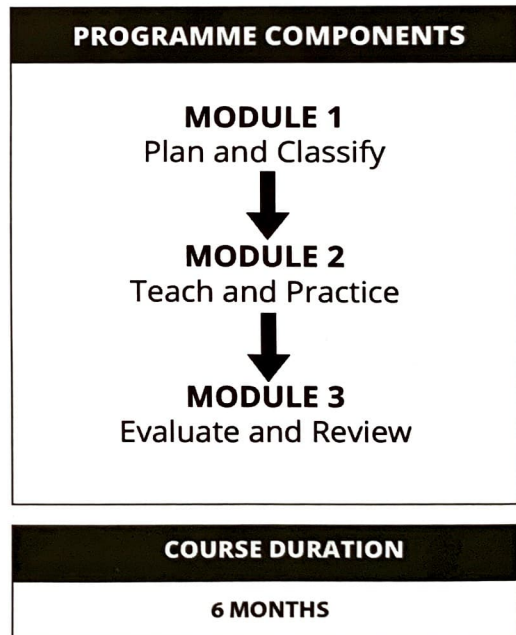 PROGRAMME COMPONENTS
MODULE 1
Plan and Classify
MODULE 2
Teach and Practice
MODULE 3
Evaluate and Review
COURSE DURATION
6 MONTHS